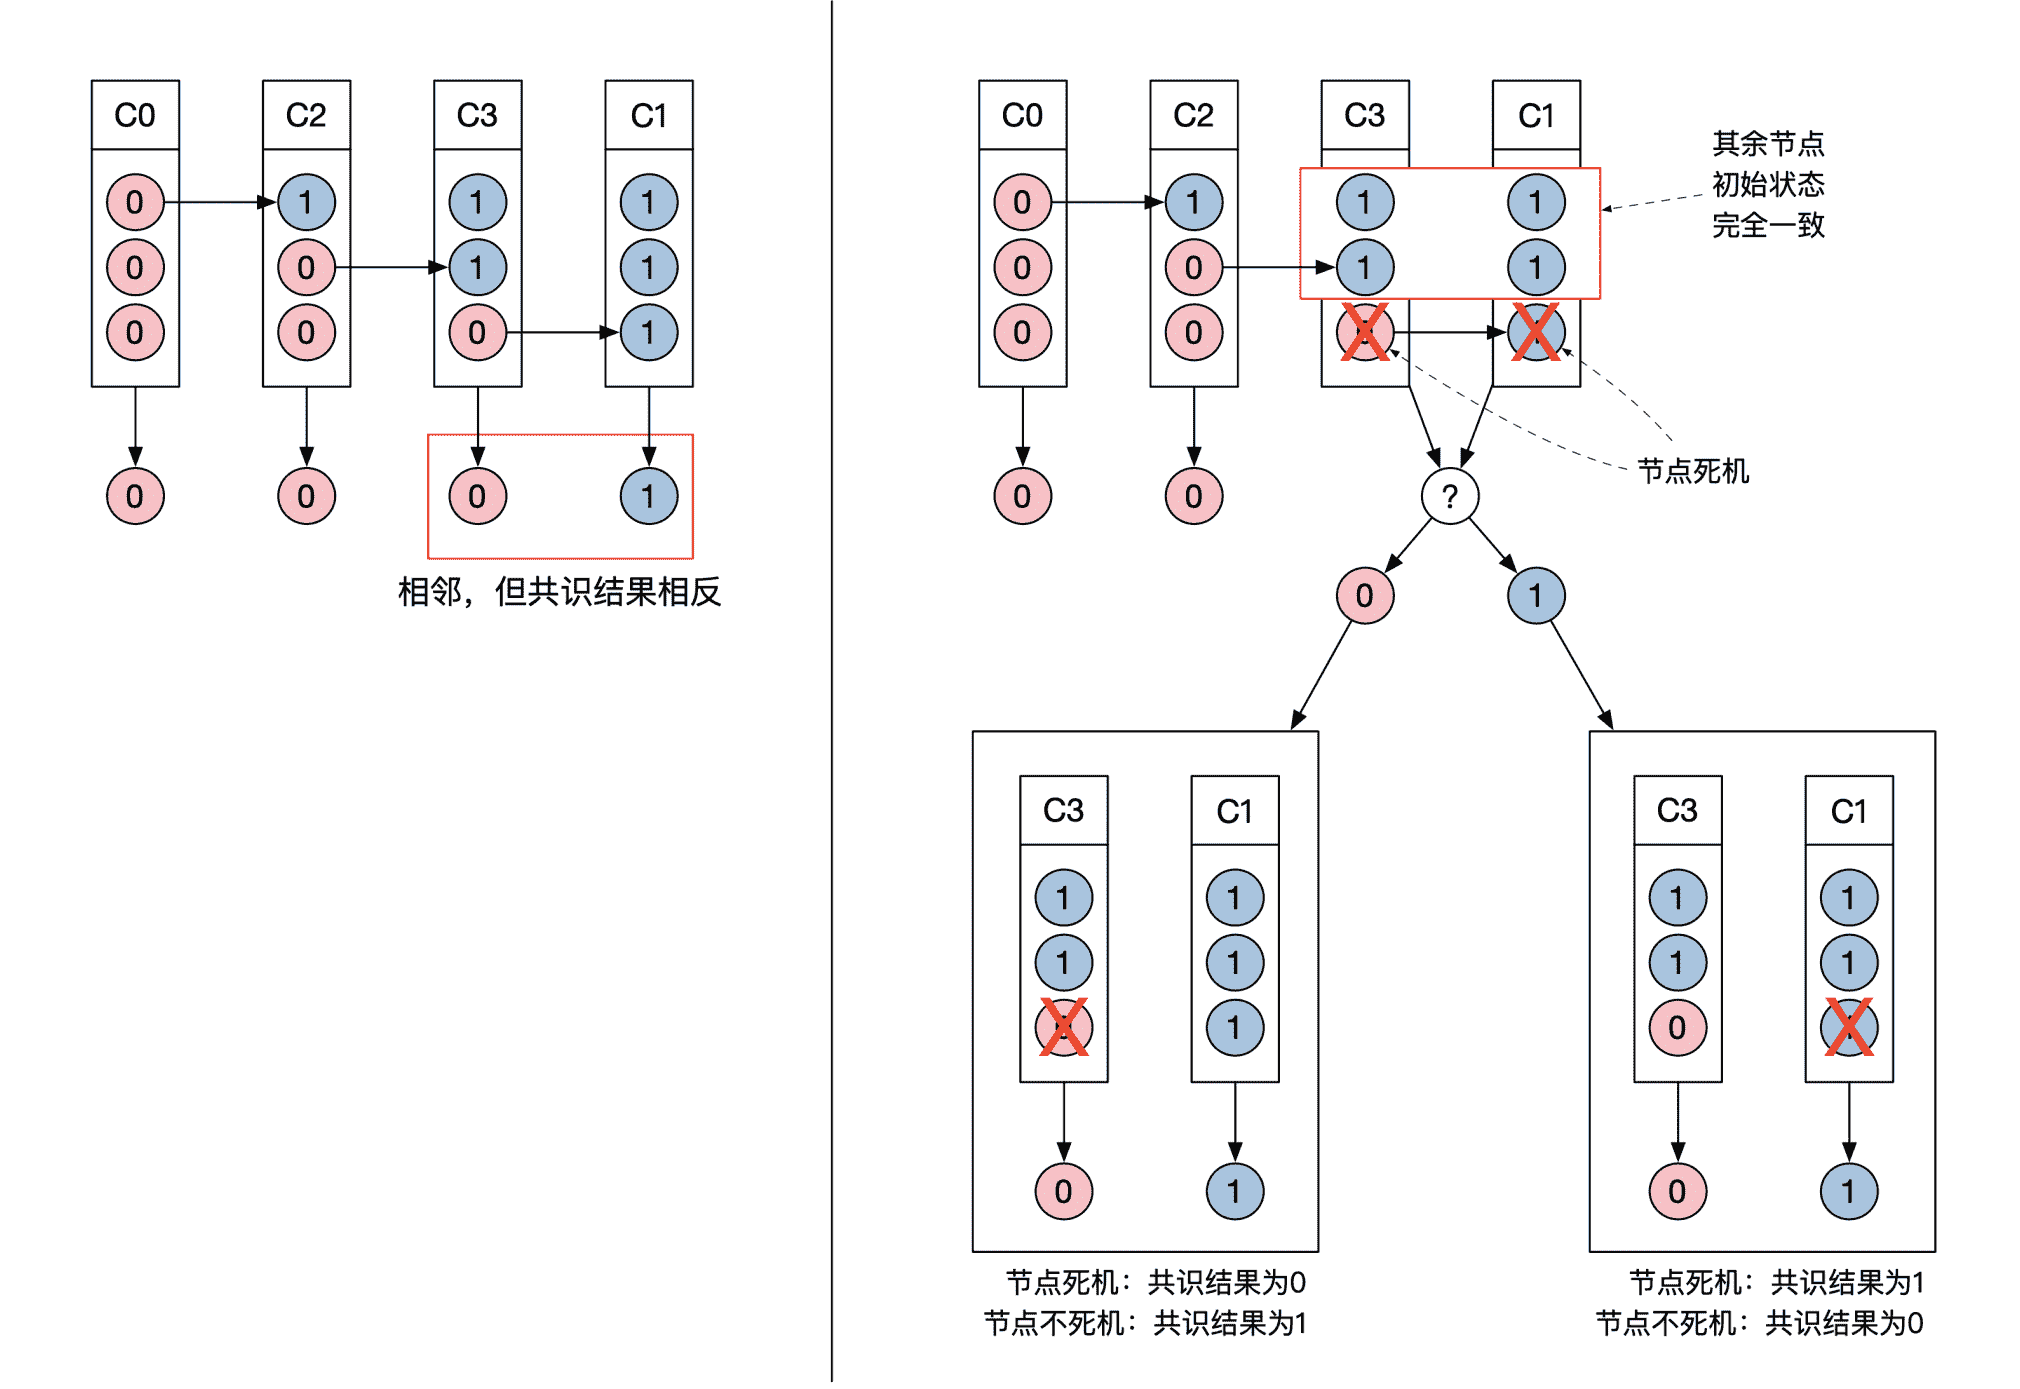 C0 C2 C3 C1
0 1 1 1
0 0 1 1
0 0 0 1
0 0 0 1
相邻，但共识结果相反
C0 C2 C3 C1
0 1 1 1
0 0 1 1
0 0
0 0 ?
其余节点
初始状态
完全一致
节点死机
0 1
C3 C1
1 1
1 1
1
0 1
节点死机：共识结果为0
节点不死机：共识结果为1
C3 C1
1 1
1 1
0
0 1
节点死机：共识结果为1
节点不死机：共识结果为0